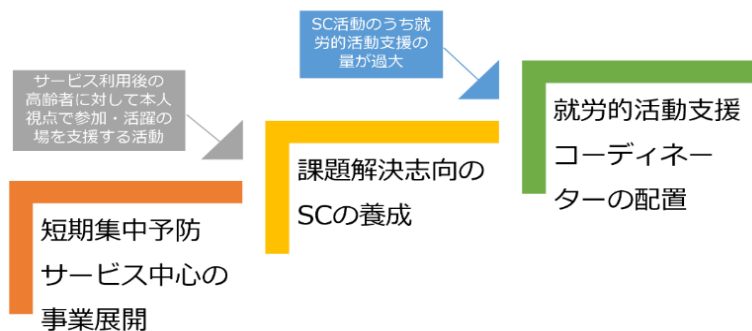 サービス利用後の
高齢者に対して本人
視点で参加・活躍の
場を支援する活動
短期集中予防
サービス中心の
事業展開
SC活動のうち就
労的活動支援の
量が過大
課題解決志向の
SCの養成
就労的活動支援
コーディネー
ターの配置